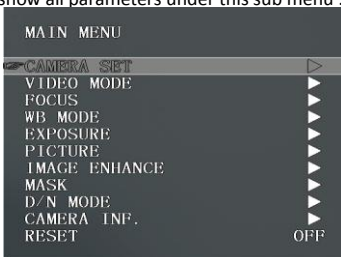 show all parameters under this sub menu .
MAIN MENU
CAMERA SET
VIDEO MODE
FOCUS
WB MODE
EXPOSURE
PICTURE
IMAGE ENHANCE
MASK
D/N MODE
CAMERA INF.
RESET OFF